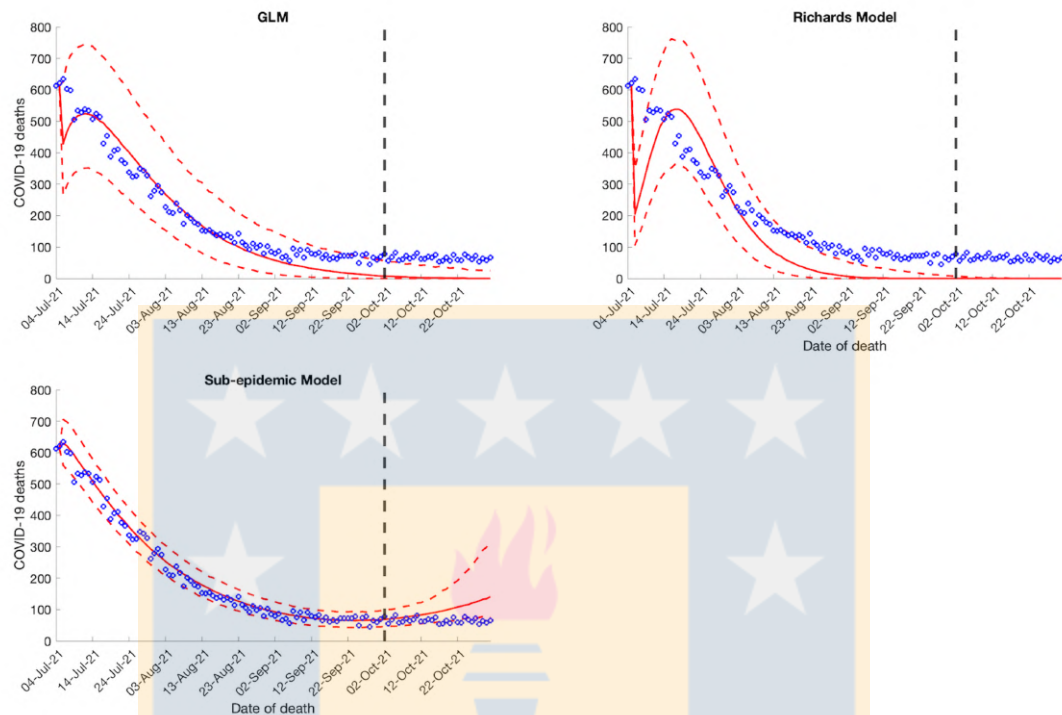 GLM
800
700
600
500
400
300
200
100
0
COVID-19 deaths
04-Jul-21
14-Jul-21
24-Jul-21
03-Aug-21
13-Aug-21
23-Aug-21
02-Sep-21
12-Sep-21
22-Sep-21
02-Oct-21
12-Oct-21
22-Oct-21
Richards Model
800
700
600
500
400
300
200
100
0
04-Jul-21
14-Jul-21
24-Jul-21
03-Aug-21
13-Aug-21
23-Aug-21
02-Sep-21
12-Sep-21
22-Sep-21
02-Oct-21
12-Oct-21
22-Oct-21
Date of death
Sub-epidemic Model
800
700
600
500
400
300
200
100
0
COVID-19 deaths
04-Jul-21
14-Jul-21
24-Jul-21
03-Aug-21
13-Aug-21
23-Aug-21
02-Sep-21
12-Sep-21
22-Sep-21
02-Oct-21
12-Oct-21
22-Oct-21
Date of death